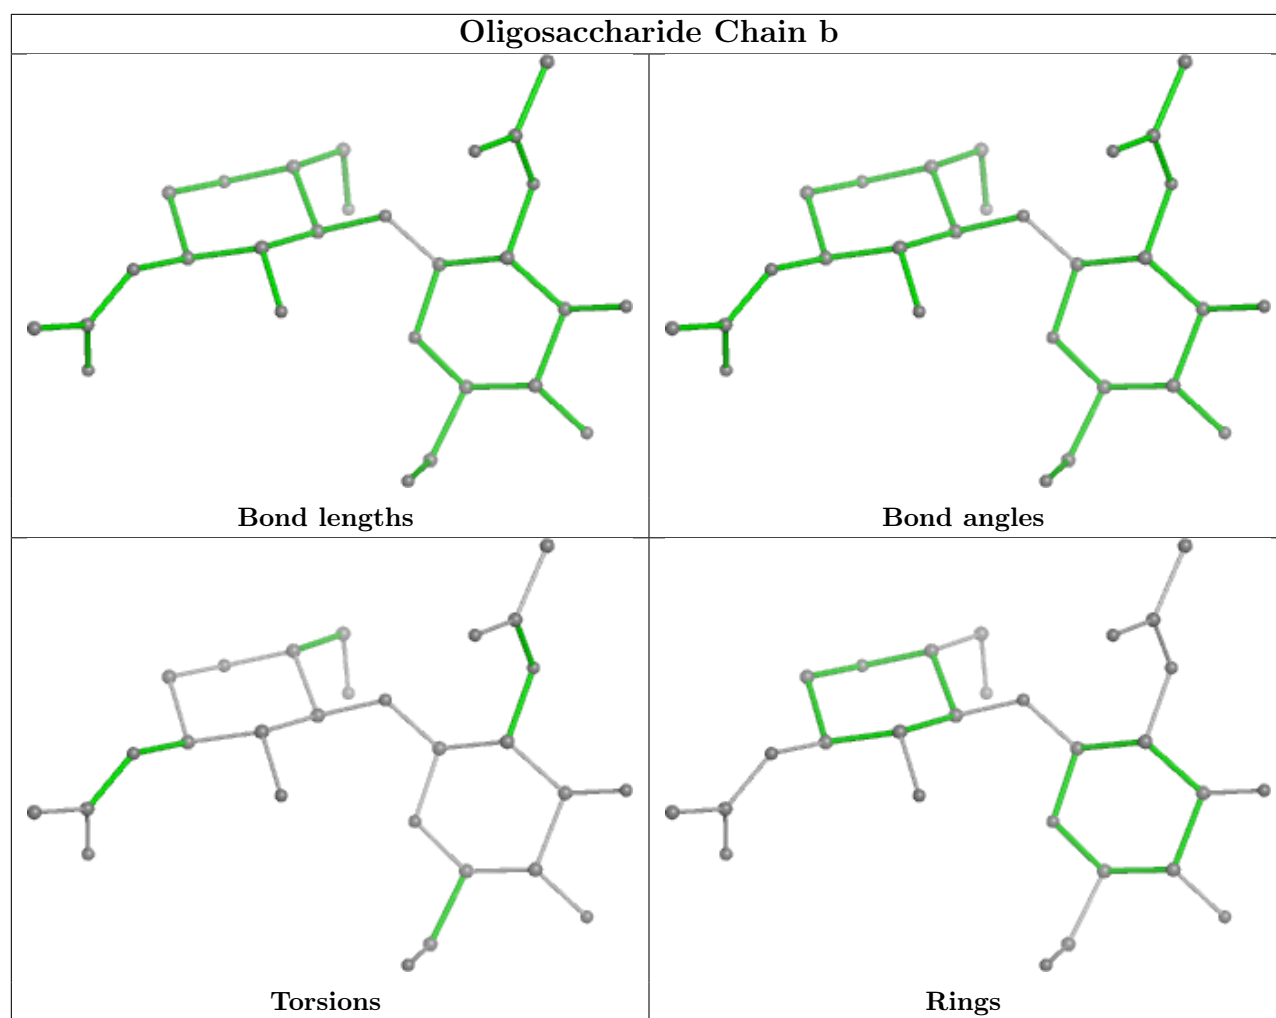 Oligosaccharide Chain b
Bond lengths
Bond angles
Torsions
Rings